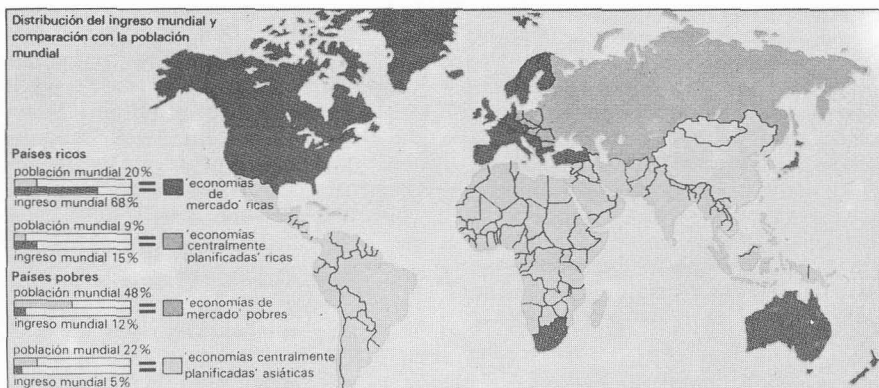 Distribución del ingreso mundial y
comparación con la población
mundial
Países ricos
población mundial 20%
ingreso mundial 68%
'economías
de
mercado' ricas
población mundial 9%
ingreso mundial 15%
'economías
centralmente
planificadas' ricas
Países pobres
población mundial 48%
ingreso mundial 12%
'economías de
mercado' pobres
población mundial 22%
ingreso mundial 5%
'economías centralmente
planificadas' asiáticas